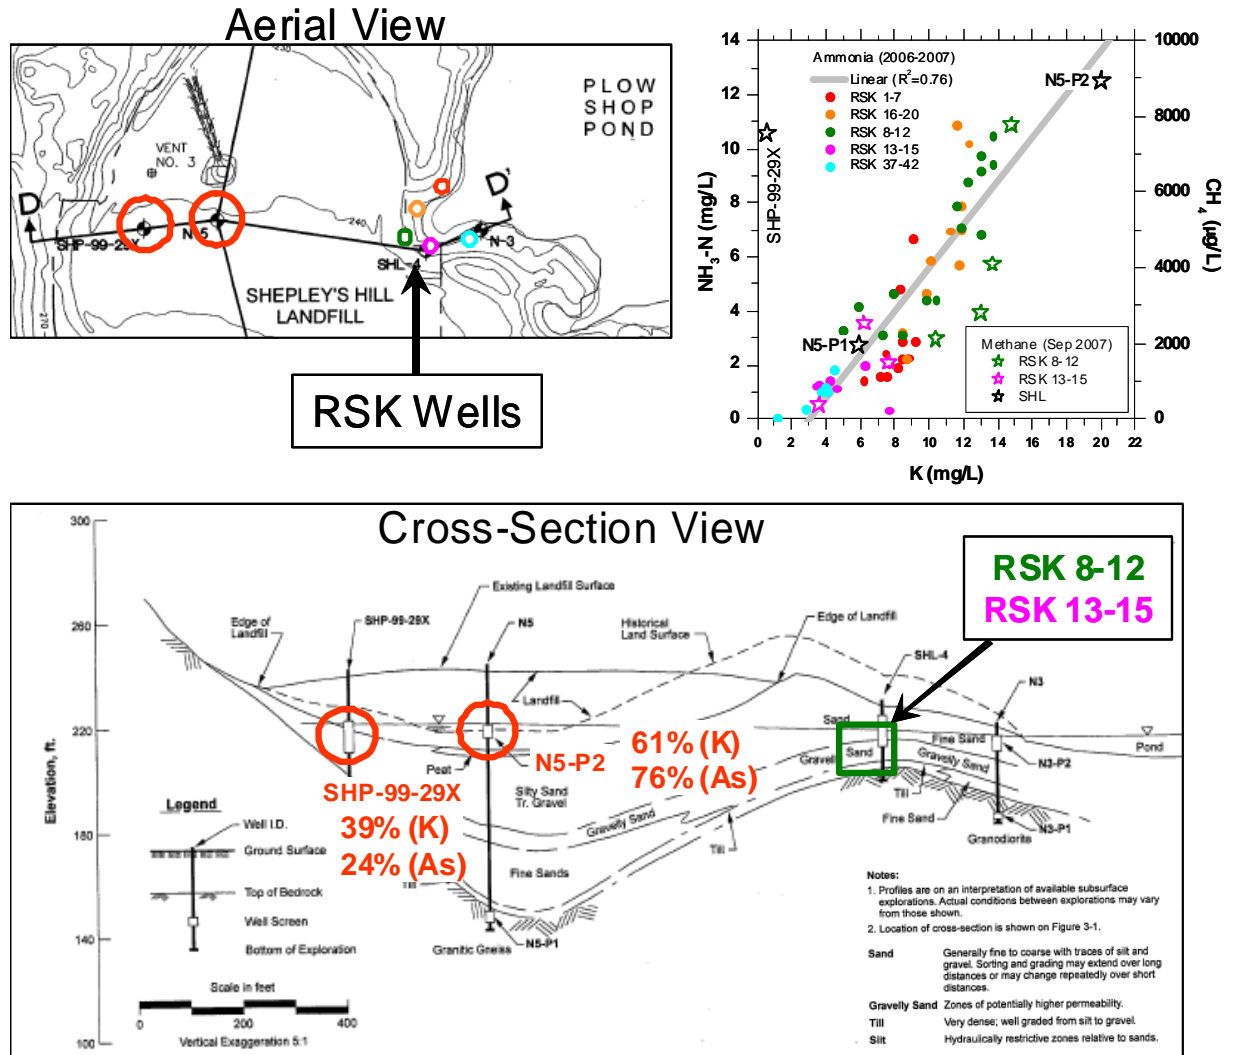 Aerial View
PLOW
SHOP
POND
230
VENT
NO. 3
D
D'
SHP-99-29X
N-5
240
N-3
SHL-4
SHEPLEY'S HILL
LANDFILL
270
RSK Wells
Ammonia (2006-2007)
Linear (R²=0.76)
RSK 1-7
RSK 16-20
RSK 8-12
RSK 13-15
RSK 37-42
N5-P2
SHP-99-29X
N5-P1
Methane (Sep 2007)
RSK 8-12
RSK 13-15
SHL
NH₃-N (mg/L)
14
12
10
8
6
4
2
0
CH₄ (µg/L)
10000
8000
6000
4000
2000
0
0 2 4 6 8 10 12 14 16 18 20 22
K (mg/L)
Cross-Section View
RSK 8-12
RSK 13-15
Elevation, ft.
300
260
220
180
140
100
Edge of
Landfill
SHP-99-29X
Existing Landfill Surface
N5
Historical
Land Surface
Edge of Landfill
SHL-4
N3
Landfill
Sand
Sand
Gravelly
Fine Sand
Gravelly Sand
Pond
N3-P2
Till
Fine Sand
N3-P1
Granodiorite
Peat
N5-P2
61% (K)
76% (As)
SHP-99-29X
39% (K)
24% (As)
Silty Sand
Tr. Gravel
Gravelly Sand
Till
Till
Fine Sands
Granitic Gneiss
N5-P1
Legend
Well I.D.
Ground Surface
Top of Bedrock
Well Screen
Bottom of Exploration
Scale in feet
0 200 400
Vertical Exaggeration 5:1
Notes:
1. Profiles are on an interpretation of available subsurface
explorations. Actual conditions between explorations may vary
from those shown.
2. Location of cross-section is shown on Figure 3-1.
Sand Generally fine to coarse with traces of silt and
gravel. Sorting and grading may extend over long
distances or may change repeatedly over short
distances.
Gravelly Sand Zones of potentially higher permeability.
Till Very dense; well graded from silt to gravel.
Silt Hydraulically restrictive zones relative to sands.